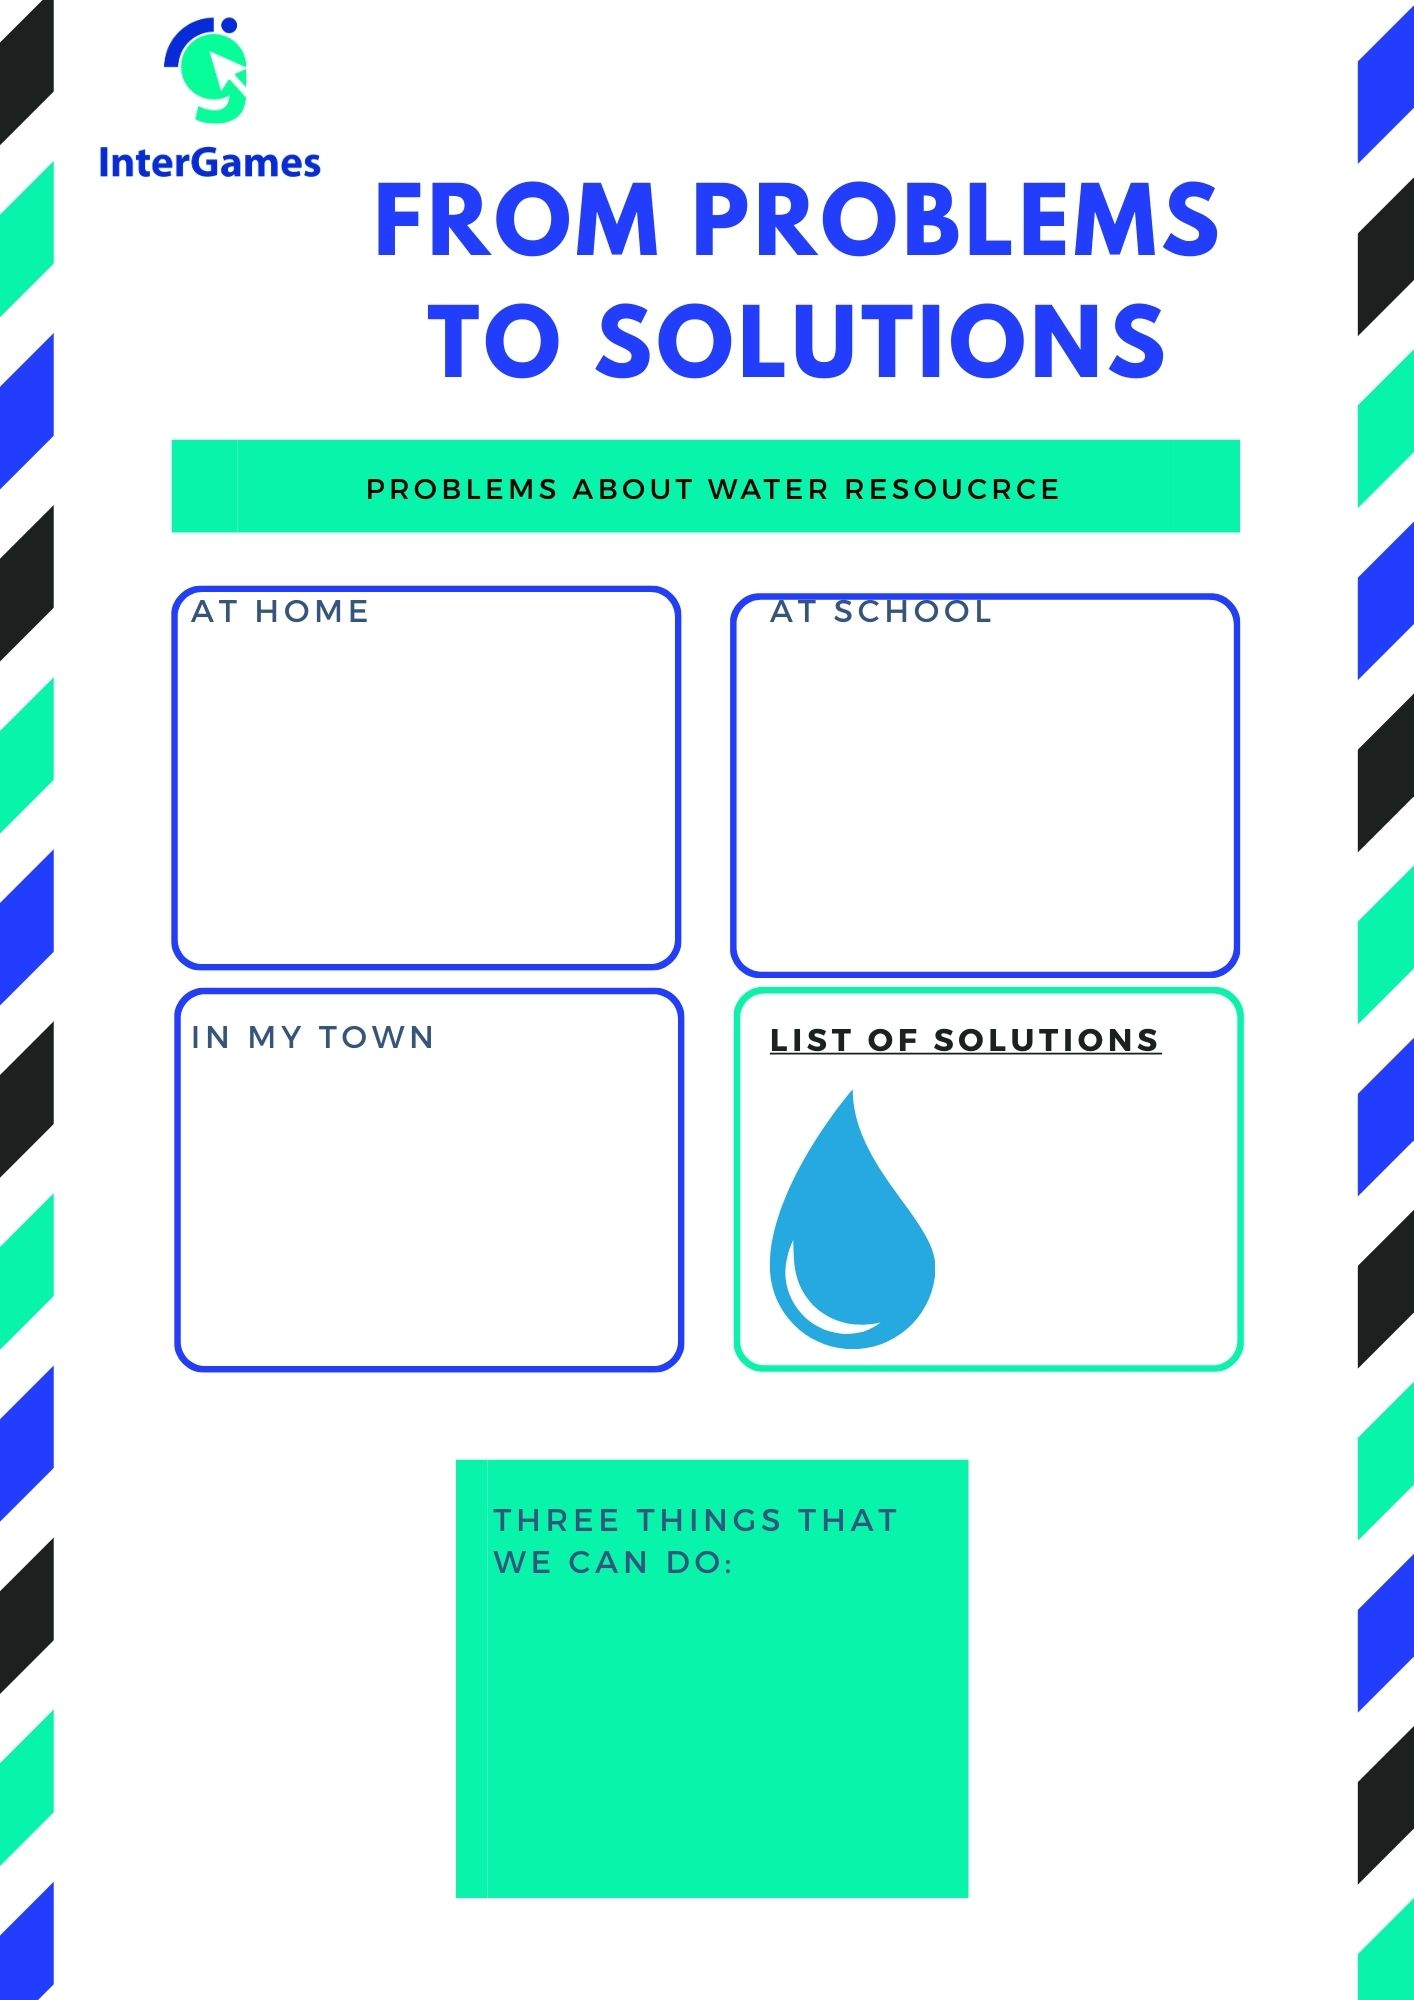 InterGames
FROM PROBLEMS
TO SOLUTIONS
PROBLEMS ABOUT WATER RESOUCRCE
AT HOME
AT SCHOOL
IN MY TOWN
LIST OF SOLUTIONS
THREE THINGS THAT
WE CAN DO: